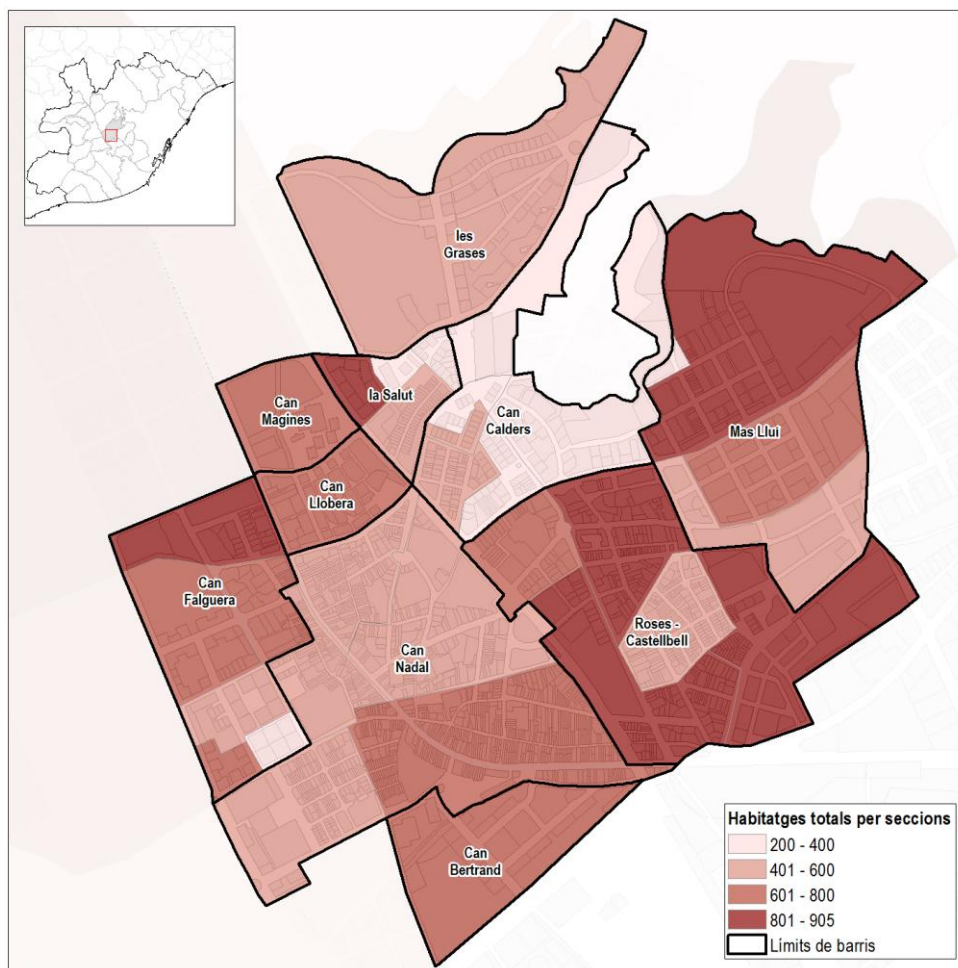 les
Grases
Can
Magines
la Salut
Can
Calders
Mas Lluí
Can
Llobera
Can
Falguera
Roses -
Castellbell
Can
Nadal
Can
Bertrand
Habitatges totals per seccions
200 - 400
401 - 600
601 - 800
801 - 905
Límits de barris